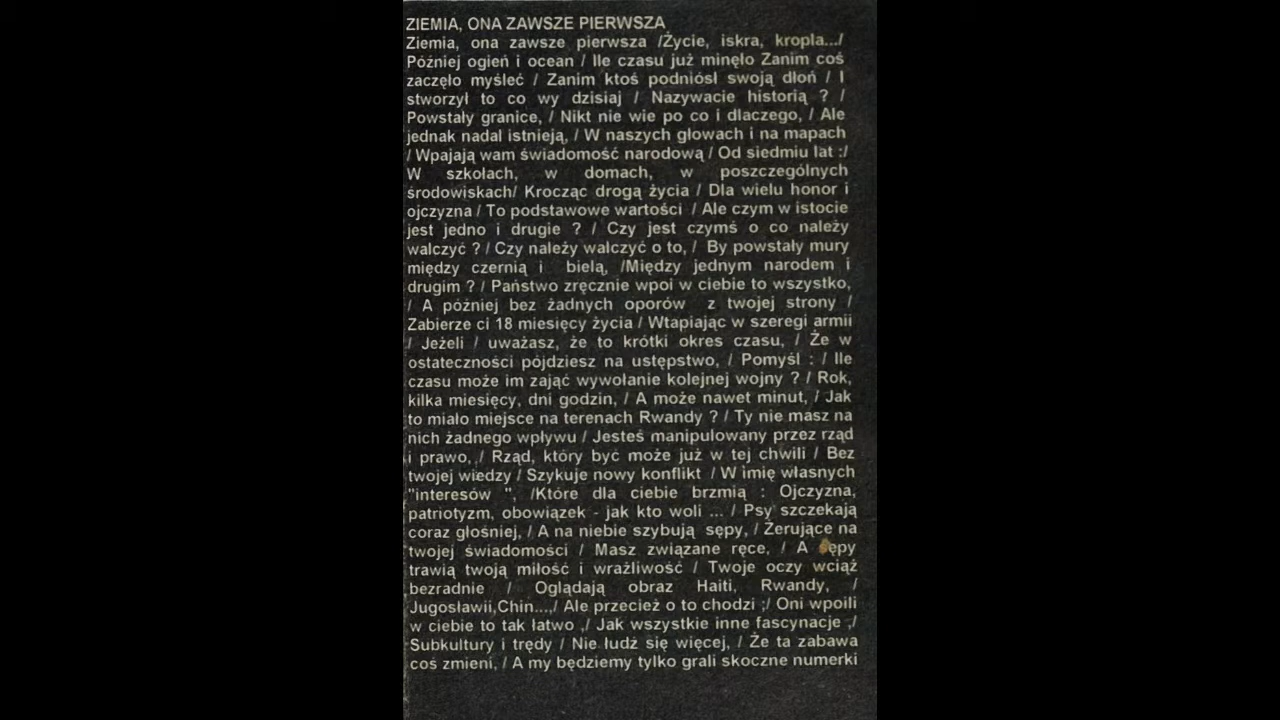 ZIEMIA, ONA ZAWSZE PIERWSZA
Ziemia, ona zawsze pierwsza /Życie, iskra, kropla.../
Później ogień i ocean / Ile czasu już minęło Zanim coś
zaczęło myśleć / Zanim ktoś podniósł swoją dłoń / I
stworzył to co wy dzisiaj / Nazywacie historią ? /
Powstały granice, / Nikt nie wie po co i dlaczego, / Ale
jednak nadal istnieją, / W naszych głowach i na mapach
/ Wpajają wam świadomość narodową / Od siedmiu lat :/
W szkołach, w domach, w poszczególnych
środowiskach/ Krocząc drogą życia / Dla wielu honor i
ojczyzna / To podstawowe wartości / Ale czym w istocie
jest jedno i drugie ? / Czy jest czymś o co należy
walczyć ? / Czy należy walczyć o to, / By powstały mury
między czernią i bielą, /Między jednym narodem i
drugim ? / Państwo zręcznie wpoi w ciebie to wszystko,
/ A później bez żadnych oporów z twojej strony /
Zabierze ci 18 miesięcy życia / Wtapiając w szeregi armii
/ Jeżeli / uważasz, że to krótki okres czasu, / Że w
ostateczności pójdziesz na ustępstwo, / Pomyśl : / Ile
czasu może im zająć wywołanie kolejnej wojny ? / Rok,
kilka miesięcy, dni godzin, / A może nawet minut, / Jak
to miało miejsce na terenach Rwandy ? / Ty nie masz na
nich żadnego wpływu / Jesteś manipulowany przez rząd
i prawo, / Rząd, który być może już w tej chwili / Bez
twojej wiedzy / Szykuje nowy konflikt / W imię własnych
"interesów ", /Które dla ciebie brzmią : Ojczyzna,
patriotyzm, obowiązek - jak kto woli ... / Psy szczekają
coraz głośniej, / A na niebie szybują sępy, / Żerujące na
twojej świadomości / Masz związane ręce, / A sępy
trawią twoją miłość i wrażliwość / Twoje oczy wciąż
bezradnie / Oglądają obraz Haiti, Rwandy, /
Jugosławii,Chin...,/ Ale przecież o to chodzi ;/ Oni wpoili
w ciebie to tak łatwo ,/ Jak wszystkie inne fascynacje ,/
Subkultury i trędy / Nie łudź się więcej, / Że ta zabawa
coś zmieni, / A my będziemy tylko grali skoczne numerki